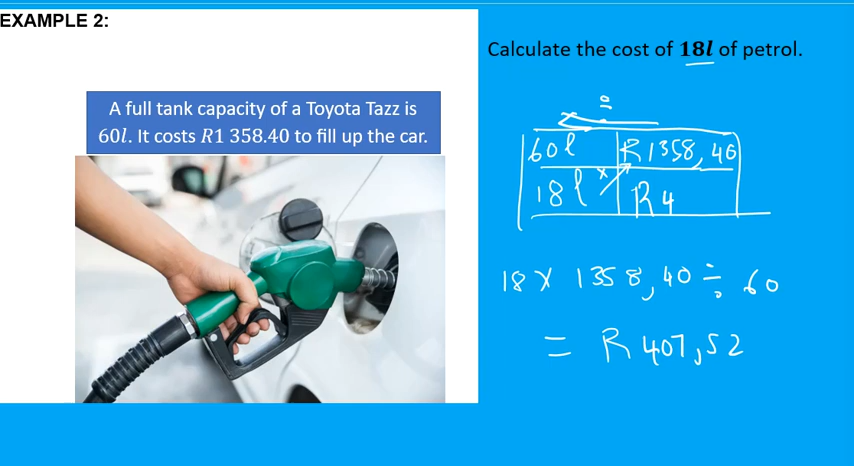 EXAMPLE 2:
A full tank capacity of a Toyota Tazz is
60l. It costs R1 358.40 to fill up the car.
Calculate the cost of 18l of petrol.
÷
60l R1358,40
18l × R4
18 × 1358,40 ÷ 60
= R407,52